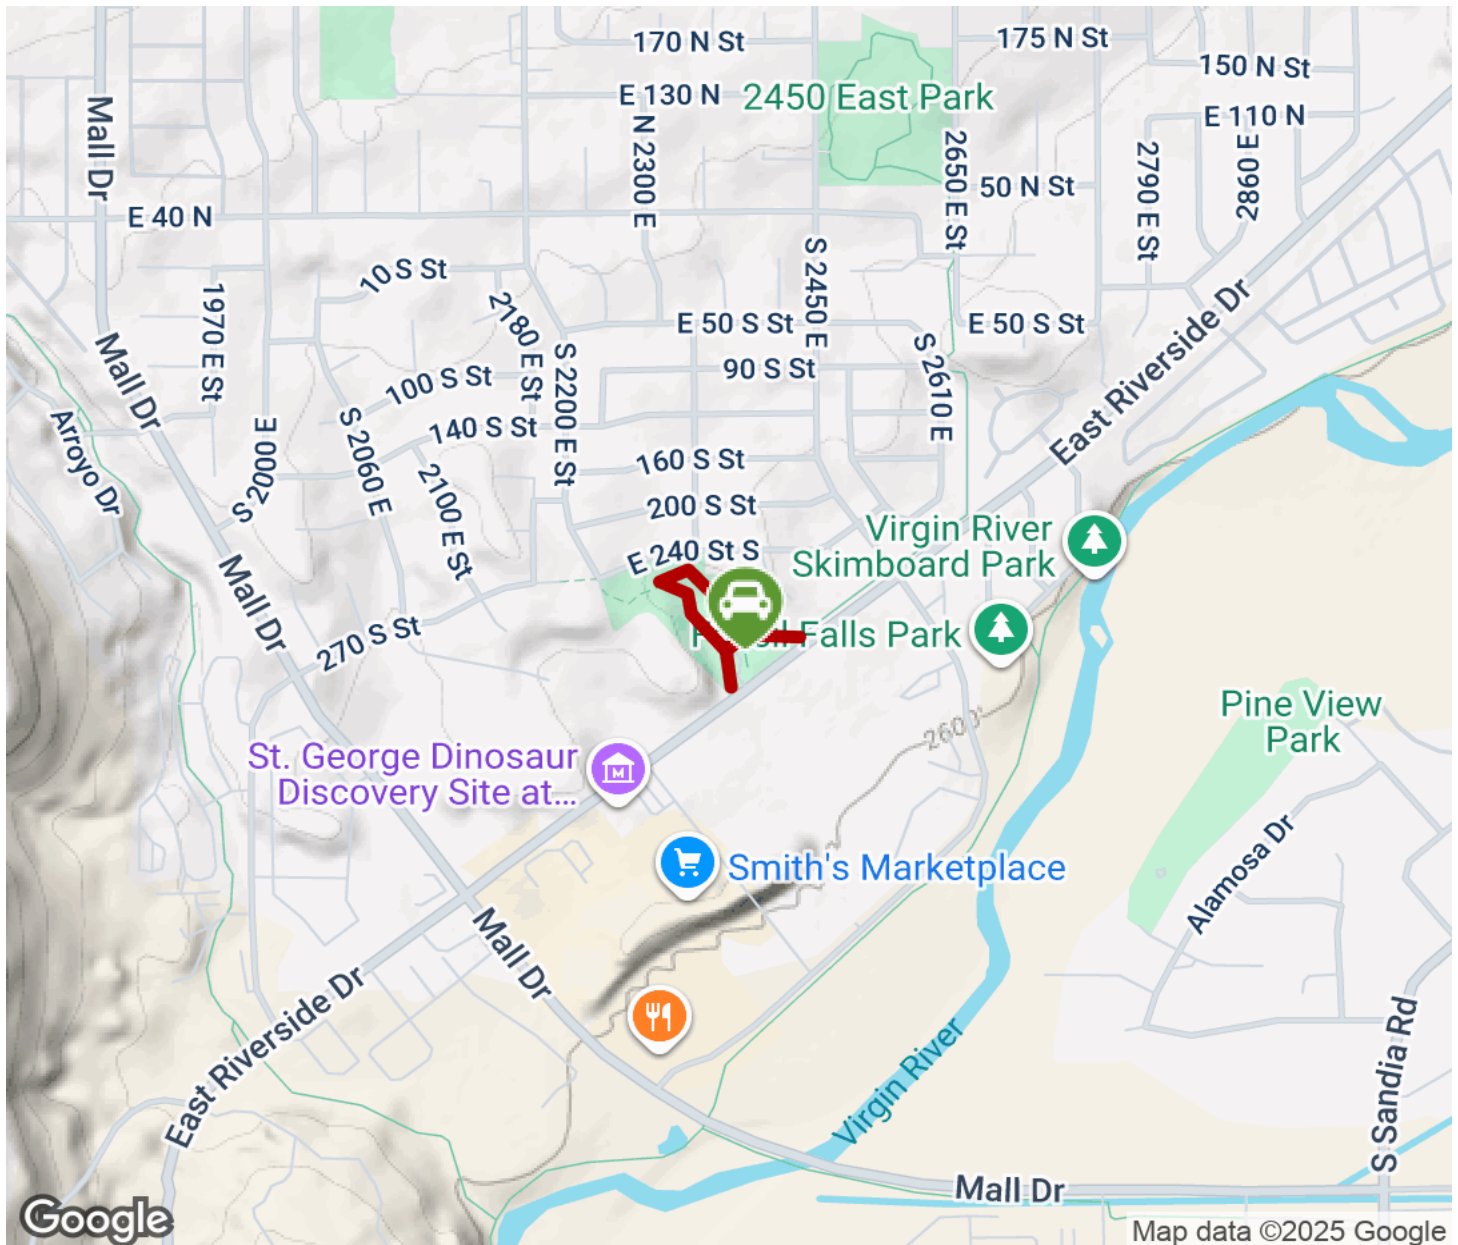 170 N St
175 N St
150 N St
E 130 N
2450 East Park
Mall Dr
E 110 N
N 2300 E
2650 E St
2790 E St
2860 E
50 N St
E 40 N
10 S St
S 2450 E
1970 E St
2180 E St
E 50 S St
E 50 S St
East Riverside Dr
Mall Dr
S 2200 E St
90 S St
S 2610 E
100 S St
Arroyo Dr
S 2000 E
S 2060 E
140 S St
2100 E St
160 S St
200 S St
Virgin River
Skimboard Park
E 240 St S
Mall Dr
270 S St
Falls Park
2600'
Pine View
Park
St. George Dinosaur
Discovery Site at...
Smith's Marketplace
Alamosa Dr
Mall Dr
East Riverside Dr
Virgin River
S Sandia Rd
Mall Dr
Google
Map data ©2025 Google